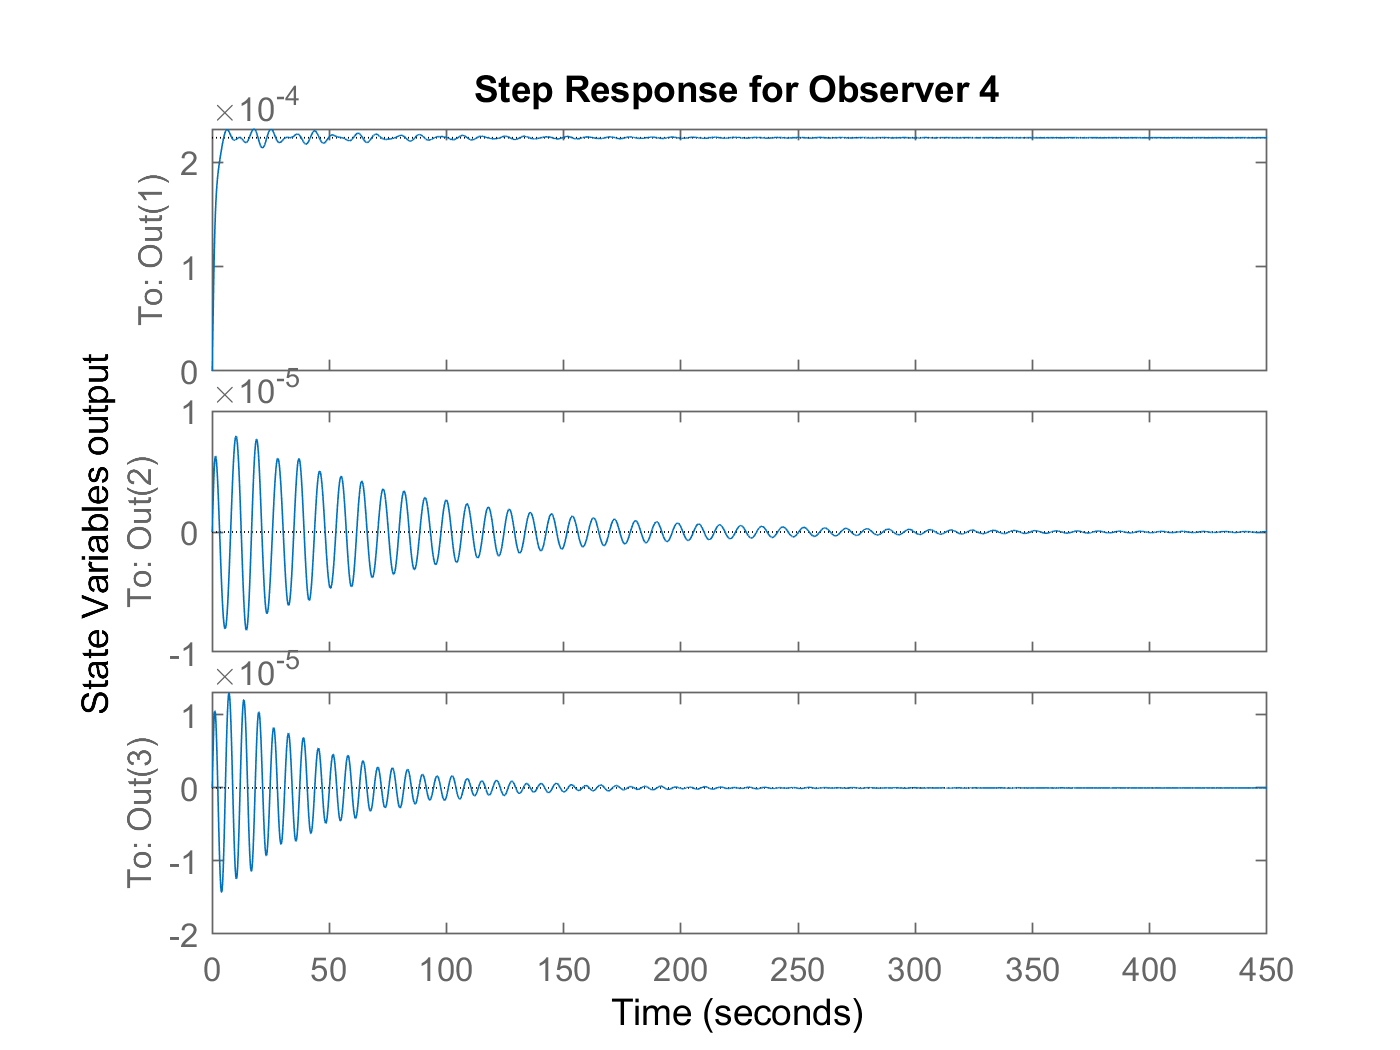 Step Response for Observer 4
×10-4
2
1
0
To: Out(1)
×10-5
1
0
-1
To: Out(2)
×10-5
1
0
-1
-2
To: Out(3)
State Variables output
0 50 100 150 200 250 300 350 400 450
Time (seconds)